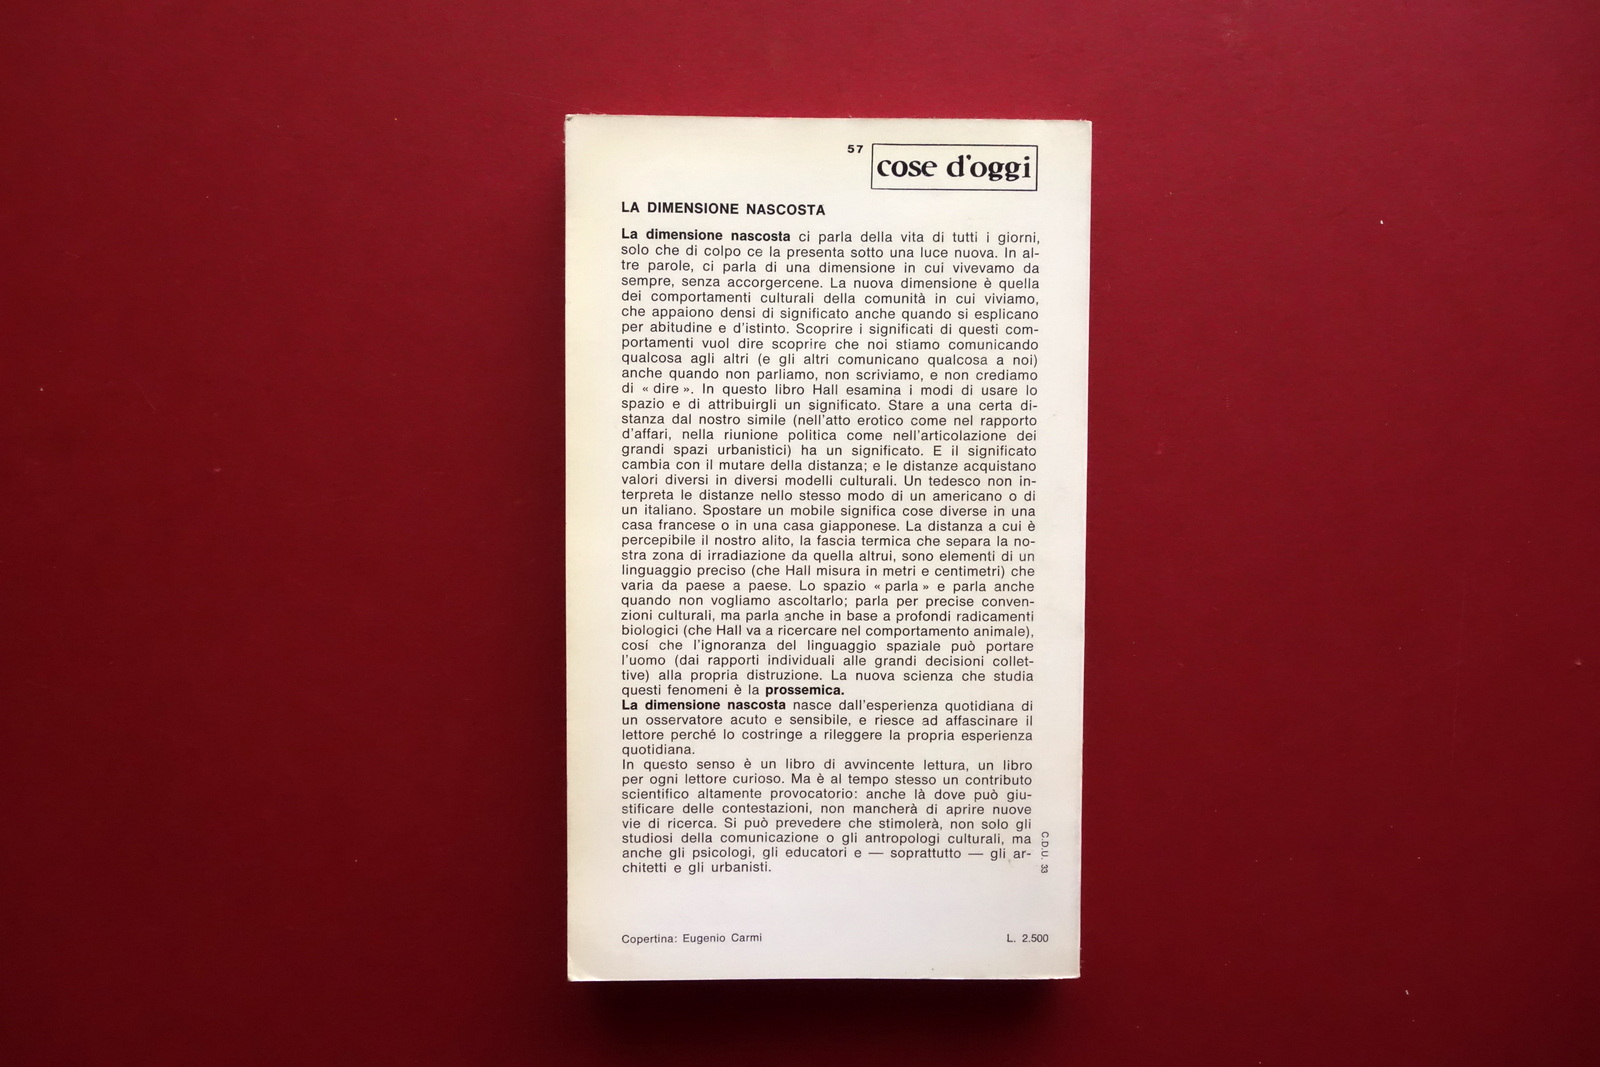 57
cose d'oggi
LA DIMENSIONE NASCOSTA
La dimensione nascosta ci parla della vita di tutti i giorni,
solo che di colpo ce la presenta sotto una luce nuova. In al-
tre parole, ci parla di una dimensione in cui vivevamo da
sempre, senza accorgercene. La nuova dimensione è quella
dei comportamenti culturali della comunità in cui viviamo,
che appaiono densi di significato anche quando si esplicano
per abitudine e d'istinto. Scoprire i significati di questi com-
portamenti vuol dire scoprire che noi stiamo comunicando
qualcosa agli altri (e gli altri comunicano qualcosa a noi)
anche quando non parliamo, non scriviamo, e non crediamo
di « dire ». In questo libro Hall esamina i modi di usare lo
spazio e di attribuirgli un significato. Stare a una certa di-
stanza dal nostro simile (nell'atto erotico come nel rapporto
d'affari, nella riunione politica come nell'articolazione dei
grandi spazi urbanistici) ha un significato. E il significato
cambia con il mutare della distanza; e le distanze acquistano
valori diversi in diversi modelli culturali. Un tedesco non in-
terpreta le distanze nello stesso modo di un americano o di
un italiano. Spostare un mobile significa cose diverse in una
casa francese o in una casa giapponese. La distanza a cui è
percepibile il nostro alito, la fascia termica che separa la no-
stra zona di irradiazione da quella altrui, sono elementi di un
linguaggio preciso (che Hall misura in metri e centimetri) che
varia da paese a paese. Lo spazio « parla » e parla anche
quando non vogliamo ascoltarlo; parla per precise conven-
zioni culturali, ma parla anche in base a profondi radicamenti
biologici (che Hall va a ricercare nel comportamento animale),
cosí che l'ignoranza del linguaggio spaziale può portare
l'uomo (dai rapporti individuali alle grandi decisioni collet-
tive) alla propria distruzione. La nuova scienza che studia
questi fenomeni è la prossemica.
La dimensione nascosta nasce dall'esperienza quotidiana di
un osservatore acuto e sensibile, e riesce ad affascinare il
lettore perché lo costringe a rileggere la propria esperienza
quotidiana.
In questo senso è un libro di avvincente lettura, un libro
per ogni lettore curioso. Ma è al tempo stesso un contributo
scientifico altamente provocatorio: anche là dove può giu-
stificare delle contestazioni, non mancherà di aprire nuove
vie di ricerca. Si può prevedere che stimolerà, non solo gli
studiosi della comunicazione o gli antropologi culturali, ma
anche gli psicologi, gli educatori e — soprattutto — gli ar-
chitetti e gli urbanisti.
C.D.U. 33
Copertina: Eugenio Carmi
L. 2.500